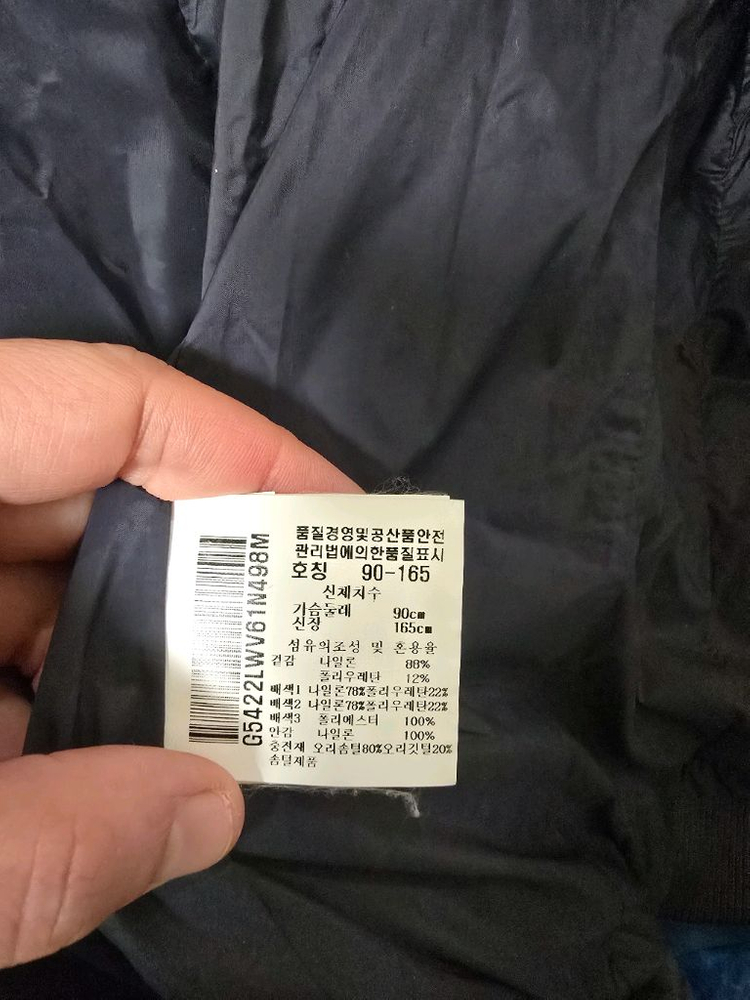 G5422LWV61N498M
품질경영및공산품안전
관리법에의한품질표시
호칭 90-165
신체치수
가슴둘레 90cm
신장 165cm
섬유의조성 및 혼용율
겉감 나일론 88%
폴리우레탄 12%
배색1 나일론78%폴리우레탄22%
배색2 나일론78%폴리우레탄22%
배색3 폴리에스터 100%
안감 나일론 100%
충전재 오리솜털80%오리깃털20%
솜털제품